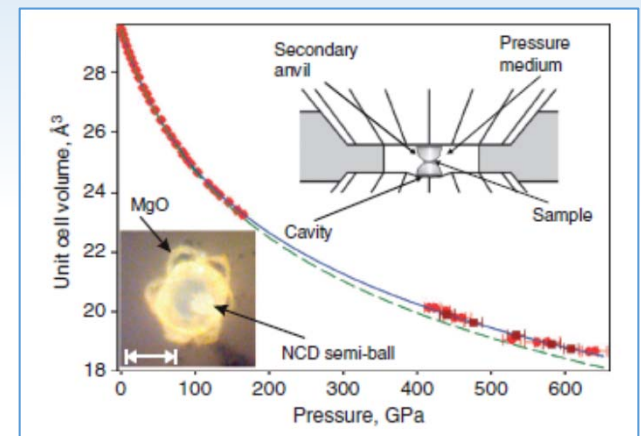 Unit cell volume, Å³
28
26
24
22
20
18
Secondary
anvil
Pressure
medium
Cavity
Sample
MgO
NCD semi-ball
0
100
200
300
400
500
600
Pressure, GPa